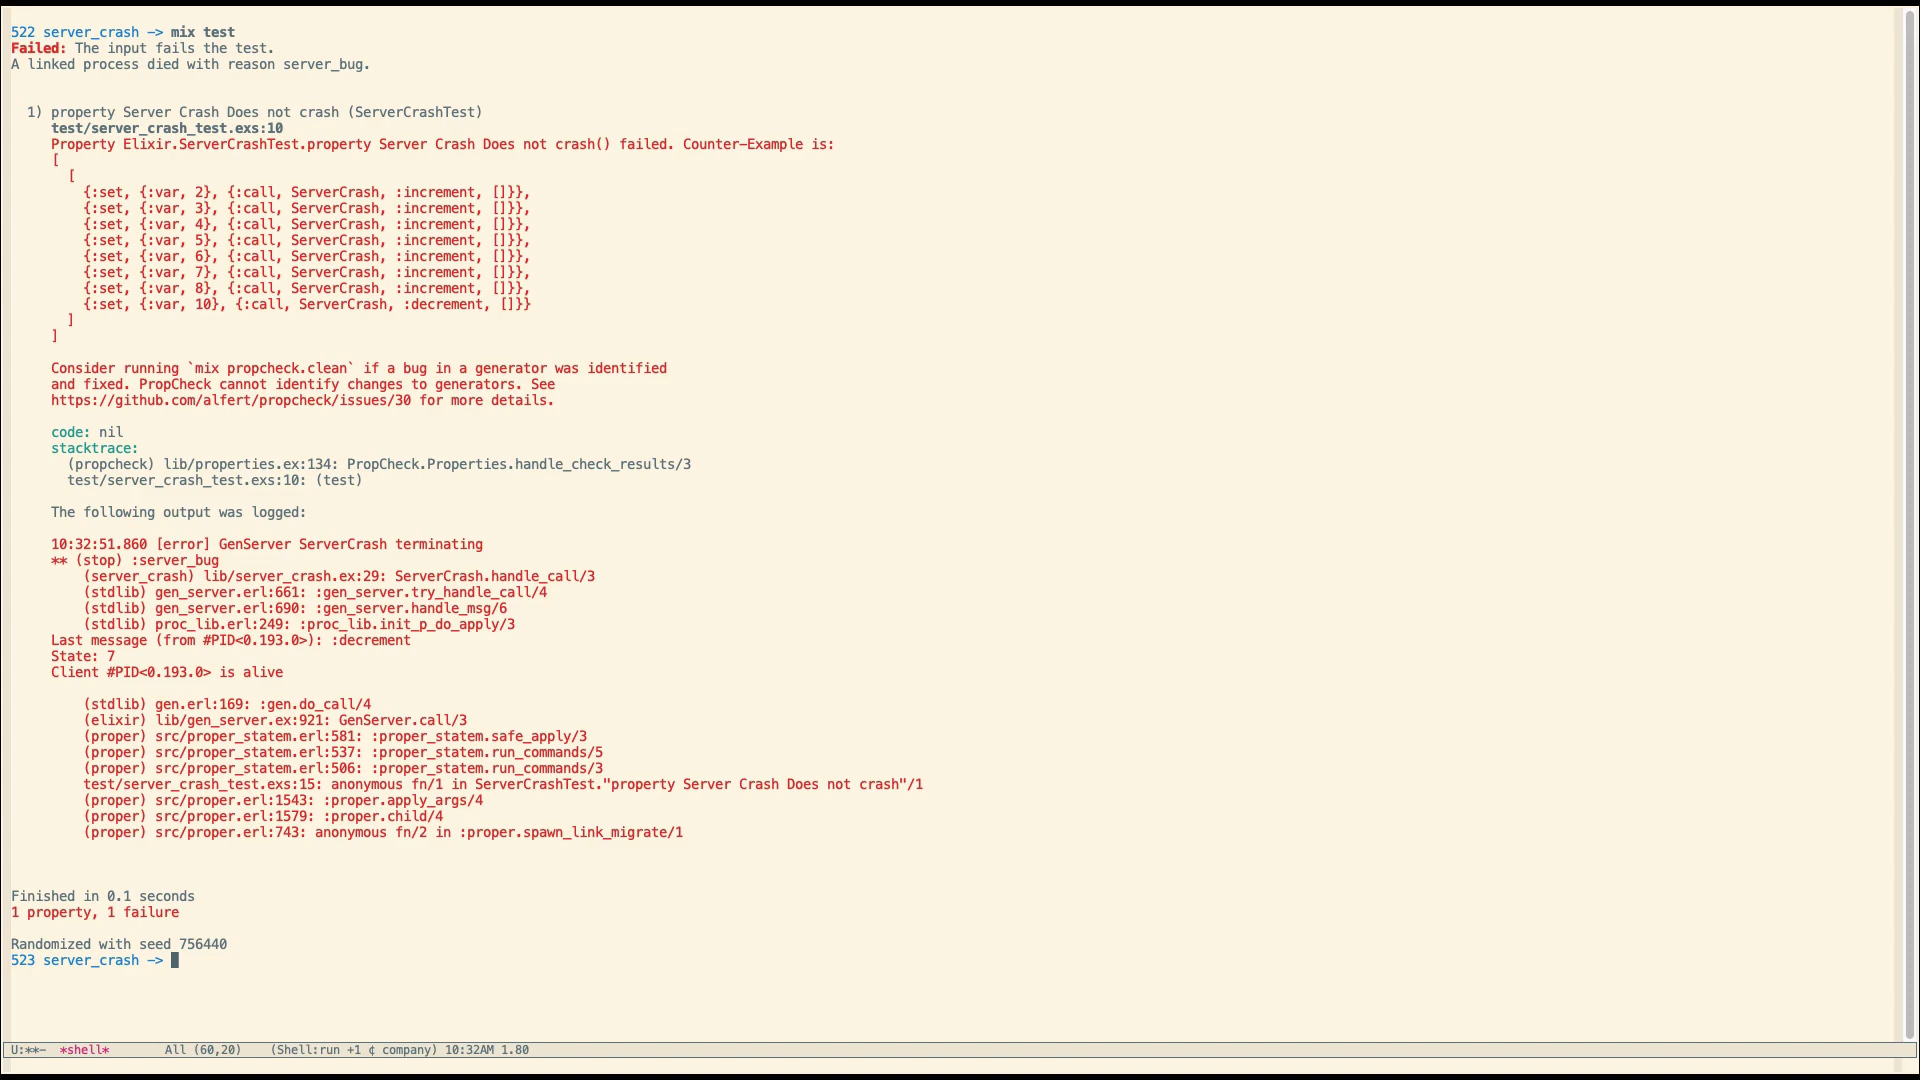 522 server_crash -> mix test
Failed: The input fails the test.
A linked process died with reason server_bug.
1) property Server Crash Does not crash (ServerCrashTest)
test/server_crash_test.exs:10
Property Elixir.ServerCrashTest.property Server Crash Does not crash() failed. Counter-Example is:
[
[
{:set, {:var, 2}, {:call, ServerCrash, :increment, []}},
{:set, {:var, 3}, {:call, ServerCrash, :increment, []}},
{:set, {:var, 4}, {:call, ServerCrash, :increment, []}},
{:set, {:var, 5}, {:call, ServerCrash, :increment, []}},
{:set, {:var, 6}, {:call, ServerCrash, :increment, []}},
{:set, {:var, 7}, {:call, ServerCrash, :increment, []}},
{:set, {:var, 8}, {:call, ServerCrash, :increment, []}},
{:set, {:var, 10}, {:call, ServerCrash, :decrement, []}}
]
]
Consider running `mix propcheck.clean` if a bug in a generator was identified
and fixed. PropCheck cannot identify changes to generators. See
https://github.com/alfert/propcheck/issues/30 for more details.
code: nil
stacktrace:
(propcheck) lib/properties.ex:134: PropCheck.Properties.handle_check_results/3
test/server_crash_test.exs:10: (test)
The following output was logged:
10:32:51.860 [error] GenServer ServerCrash terminating
** (stop) :server_bug
(server_crash) lib/server_crash.ex:29: ServerCrash.handle_call/3
(stdlib) gen_server.erl:661: :gen_server.try_handle_call/4
(stdlib) gen_server.erl:690: :gen_server.handle_msg/6
(stdlib) proc_lib.erl:249: :proc_lib.init_p_do_apply/3
Last message (from #PID<0.193.0>): :decrement
State: 7
Client #PID<0.193.0> is alive
(stdlib) gen.erl:169: :gen.do_call/4
(elixir) lib/gen_server.ex:921: GenServer.call/3
(proper) src/proper_statem.erl:581: :proper_statem.safe_apply/3
(proper) src/proper_statem.erl:537: :proper_statem.run_commands/5
(proper) src/proper_statem.erl:506: :proper_statem.run_commands/3
test/server_crash_test.exs:15: anonymous fn/1 in ServerCrashTest."property Server Crash Does not crash"/1
(proper) src/proper.erl:1543: :proper.apply_args/4
(proper) src/proper.erl:1579: :proper.child/4
(proper) src/proper.erl:743: anonymous fn/2 in :proper.spawn_link_migrate/1
Finished in 0.1 seconds
1 property, 1 failure
Randomized with seed 756440
523 server_crash ->
U:**- *shell* All (60,20) (Shell:run +1 ¢ company) 10:32AM 1.80